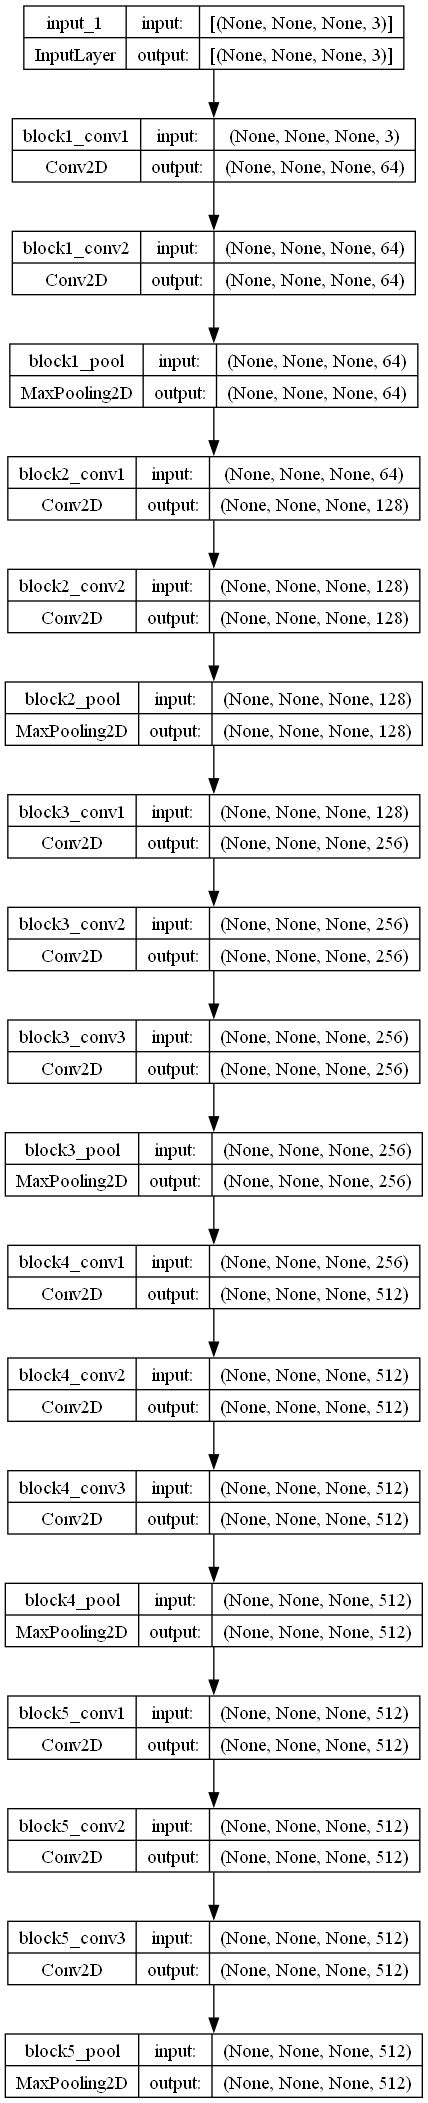 input_1 input: [(None, None, None, 3)]
InputLayer output: [(None, None, None, 3)]
block1_conv1 input: (None, None, None, 3)
Conv2D output: (None, None, None, 64)
block1_conv2 input: (None, None, None, 64)
Conv2D output: (None, None, None, 64)
block1_pool input: (None, None, None, 64)
MaxPooling2D output: (None, None, None, 64)
block2_conv1 input: (None, None, None, 64)
Conv2D output: (None, None, None, 128)
block2_conv2 input: (None, None, None, 128)
Conv2D output: (None, None, None, 128)
block2_pool input: (None, None, None, 128)
MaxPooling2D output: (None, None, None, 128)
block3_conv1 input: (None, None, None, 128)
Conv2D output: (None, None, None, 256)
block3_conv2 input: (None, None, None, 256)
Conv2D output: (None, None, None, 256)
block3_conv3 input: (None, None, None, 256)
Conv2D output: (None, None, None, 256)
block3_pool input: (None, None, None, 256)
MaxPooling2D output: (None, None, None, 256)
block4_conv1 input: (None, None, None, 256)
Conv2D output: (None, None, None, 512)
block4_conv2 input: (None, None, None, 512)
Conv2D output: (None, None, None, 512)
block4_conv3 input: (None, None, None, 512)
Conv2D output: (None, None, None, 512)
block4_pool input: (None, None, None, 512)
MaxPooling2D output: (None, None, None, 512)
block5_conv1 input: (None, None, None, 512)
Conv2D output: (None, None, None, 512)
block5_conv2 input: (None, None, None, 512)
Conv2D output: (None, None, None, 512)
block5_conv3 input: (None, None, None, 512)
Conv2D output: (None, None, None, 512)
block5_pool input: (None, None, None, 512)
MaxPooling2D output: (None, None, None, 512)